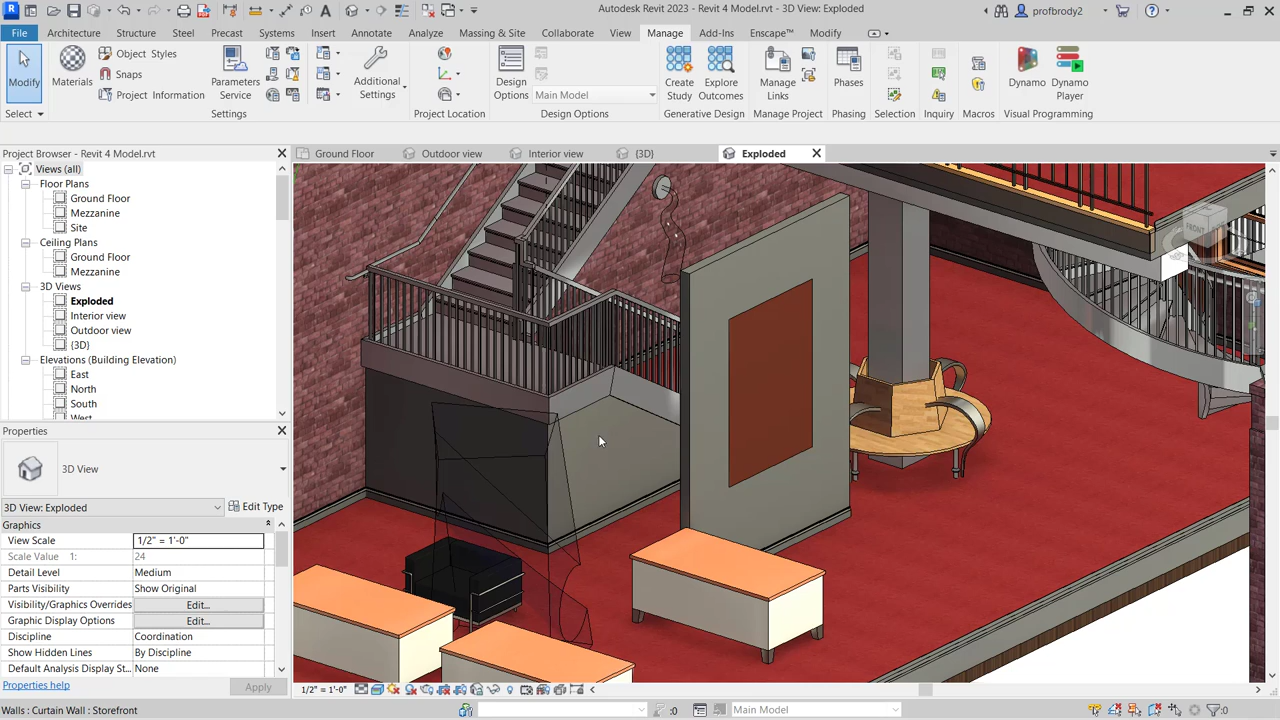 Autodesk Revit 2023 - Revit 4 Model.rvt - 3D View: Exploded
profbrody2
File
Architecture
Structure
Steel
Precast
Systems
Insert
Annotate
Analyze
Massing & Site
Collaborate
View
Manage
Add-Ins
Enscape™
Modify
Modify
Select
Materials
Object Styles
Snaps
Project Information
Parameters Service
Additional Settings
Settings
Project Location
Design Options
Main Model
Design Options
Create Study
Explore Outcomes
Generative Design
Manage Links
Manage Project
Phases
Phasing
Selection
Inquiry
Macros
Dynamo
Dynamo Player
Visual Programming
Project Browser - Revit 4 Model.rvt
Ground Floor
Outdoor view
Interior view
{3D}
Exploded
Views (all)
Floor Plans
Ground Floor
Mezzanine
Site
Ceiling Plans
Ground Floor
Mezzanine
3D Views
Exploded
Interior view
Outdoor view
{3D}
Elevations (Building Elevation)
East
North
South
West
FRONT
Properties
3D View
3D View: Exploded
Edit Type
Graphics
View Scale 1/2" = 1'-0"
Scale Value 1: 24
Detail Level Medium
Parts Visibility Show Original
Visibility/Graphics Overrides Edit...
Graphic Display Options Edit...
Discipline Coordination
Show Hidden Lines By Discipline
Default Analysis Display St... None
Properties help
Apply
1/2" = 1'-0"
Walls : Curtain Wall : Storefront
:0
Main Model
:0